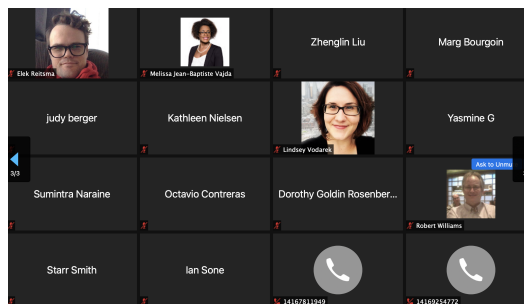 Elek Reitsma
Melissa Jean-Baptiste Vajda
Zhenglin Liu
Marg Bourgoin
judy berger
Kathleen Nielsen
Lindsey Vodarek
Yasmine G
3/3
Sumintra Naraine
Octavio Contreras
Dorothy Goldin Rosenber...
Ask to Unmu
Robert Williams
Starr Smith
Ian Sone
14167811949
14169254772